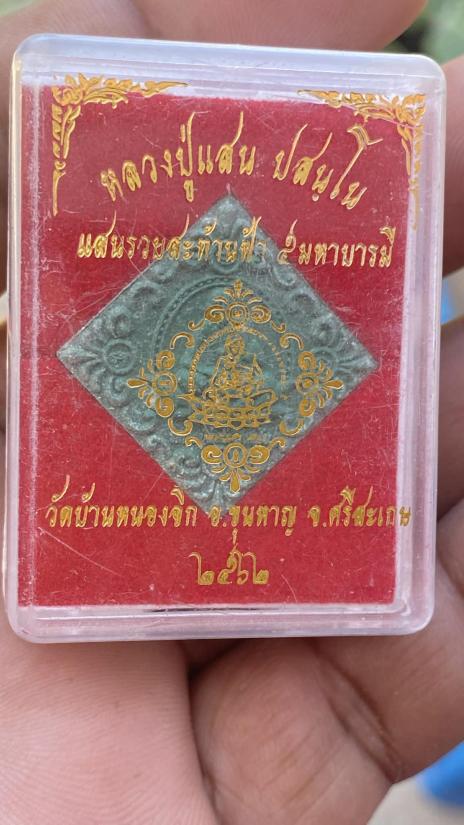 หลวงปู่แสน ปสนฺโน
แสนรวยสะท้านฟ้า ๕มหาบารมี
วัดบ้านหนองจิก อ.ขุนหาญ จ.ศรีสะเกษ
๒๕๖๒